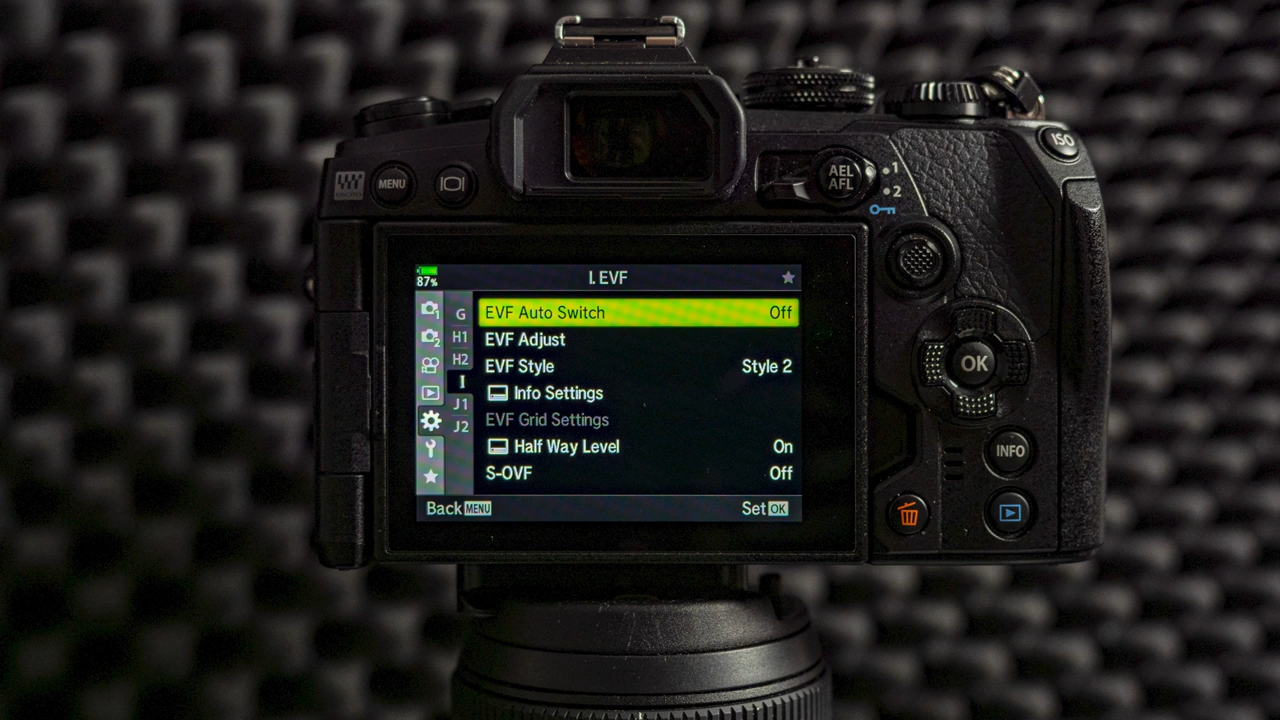 ISO
MENU
AEL
AFL
1
2
87%
I. EVF
1
2
G
H1
H2
I
J1
J2
EVF Auto Switch Off
EVF Adjust
EVF Style Style 2
Info Settings
EVF Grid Settings
Half Way Level On
S-OVF Off
Back MENU Set OK
OK
INFO